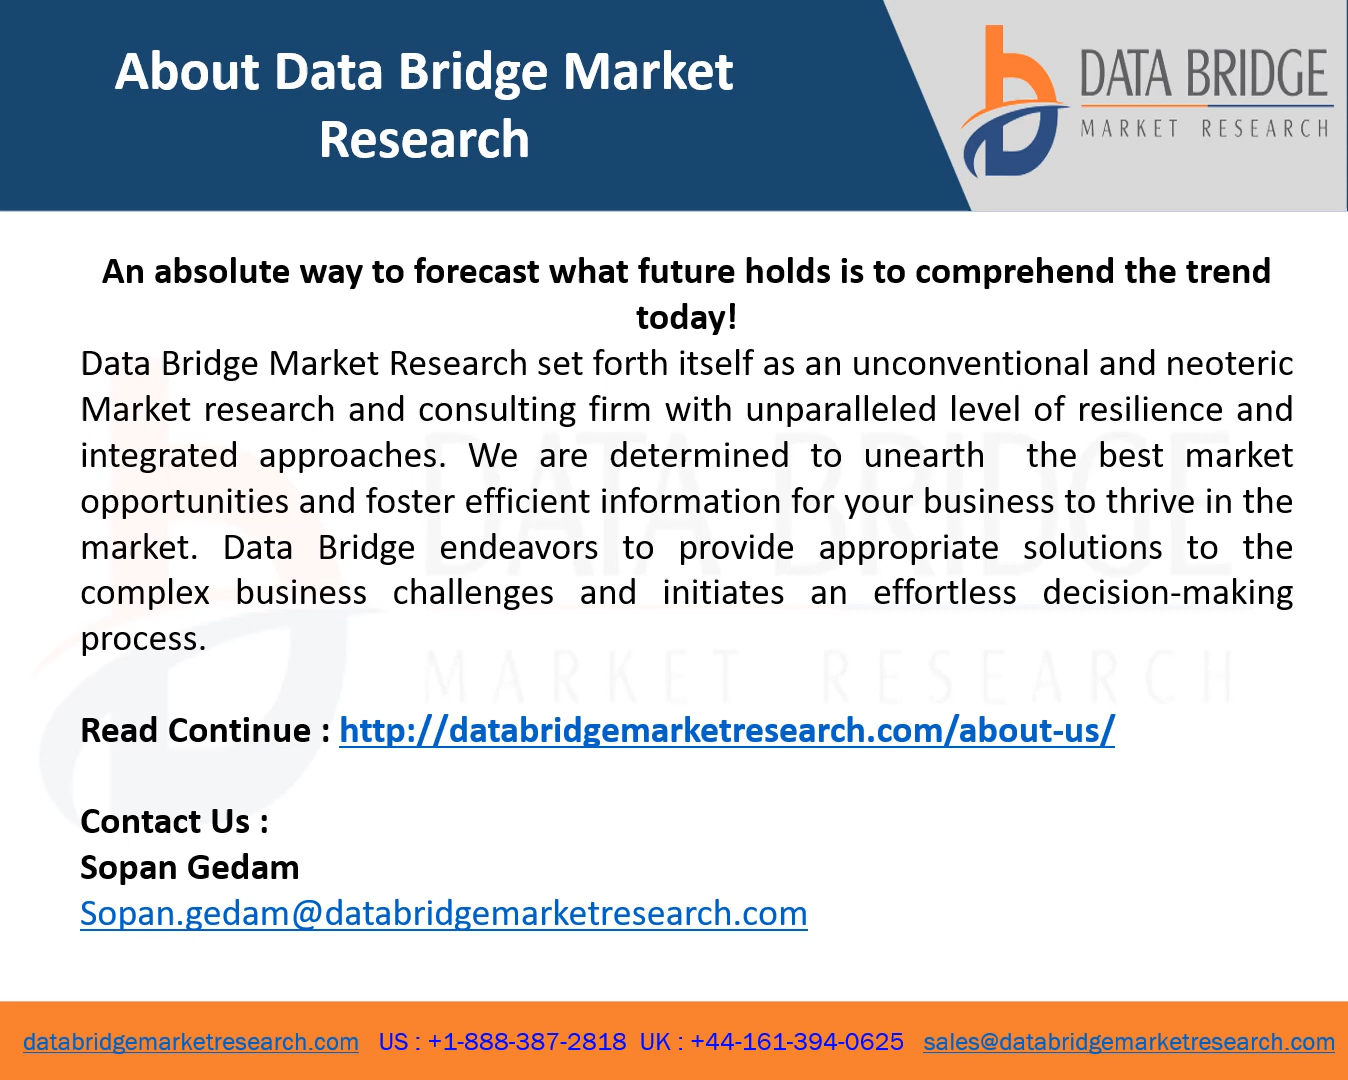 About Data Bridge Market
Research
DATA BRIDGE
MARKET RESEARCH
An absolute way to forecast what future holds is to comprehend the trend
today!
Data Bridge Market Research set forth itself as an unconventional and neoteric
Market research and consulting firm with unparalleled level of resilience and
integrated approaches. We are determined to unearth  the best market
opportunities and foster efficient information for your business to thrive in the
market. Data Bridge endeavors to provide appropriate solutions to the
complex business challenges and initiates an effortless decision-making
process.
DATA BRIDGE
MARKET RESEARCH
Read Continue : http://databridgemarketresearch.com/about-us/
Contact Us :
Sopan Gedam
Sopan.gedam@databridgemarketresearch.com
databridgemarketresearch.com US : +1-888-387-2818 UK : +44-161-394-0625 sales@databridgemarketresearch.com